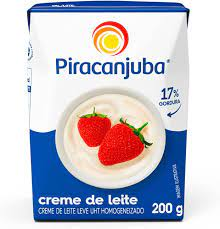 Piracanjuba®
17%
GORDURA
creme de leite
CREME DE LEITE LEVE UHT HOMOGENEIZADO
200 g